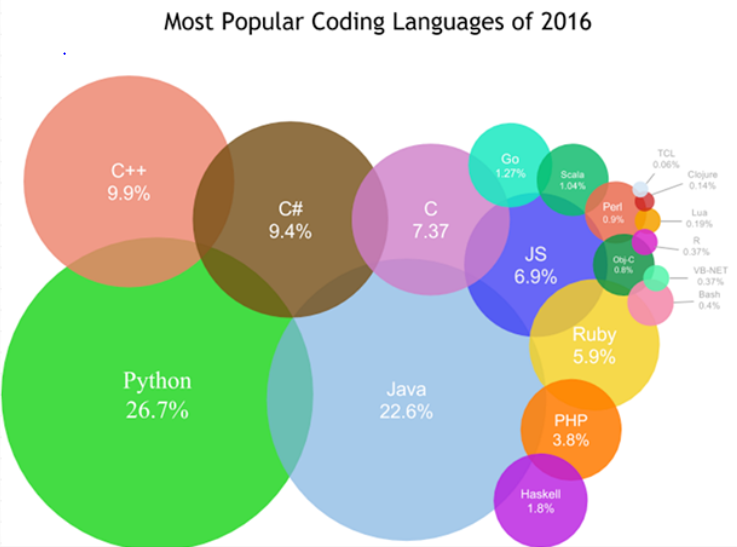 Most Popular Coding Languages of 2016
C++
9.9%
C#
9.4%
C
7.37
Go
1.27%
Scala
1.04%
TCL
0.06%
Clojure
0.14%
Perl
0.9%
Lua
0.19%
R
0.37%
JS
6.9%
Obj-C
0.8%
VB-NET
0.37%
Bash
0.4%
Ruby
5.9%
Python
26.7%
Java
22.6%
PHP
3.8%
Haskell
1.8%